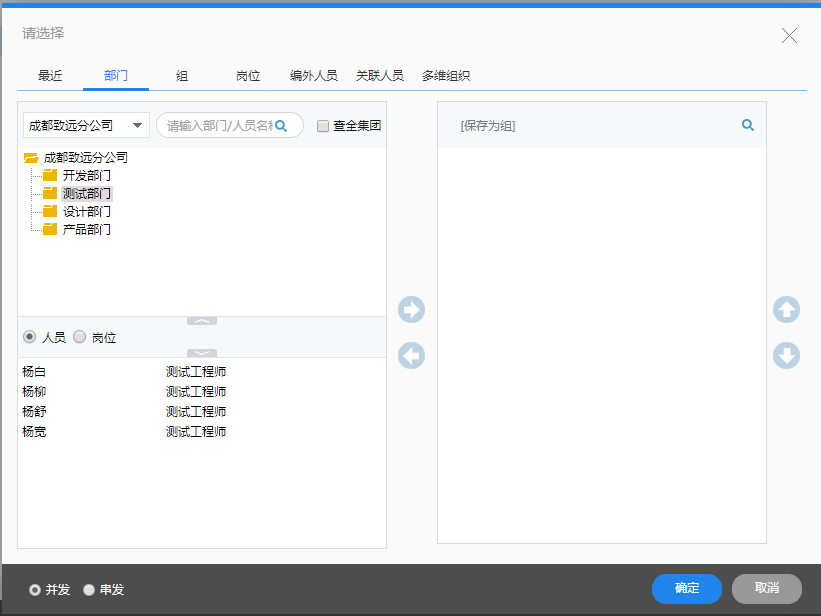 请选择
最近 部门 组 岗位 编外人员 关联人员 多维组织
成都致远分公司 请输入部门/人员名称 查全集团 [保存为组]
成都致远分公司
开发部门
测试部门
设计部门
产品部门
人员 岗位
杨白 测试工程师
杨柳 测试工程师
杨舒 测试工程师
杨宽 测试工程师
并发 串发 确定 取消